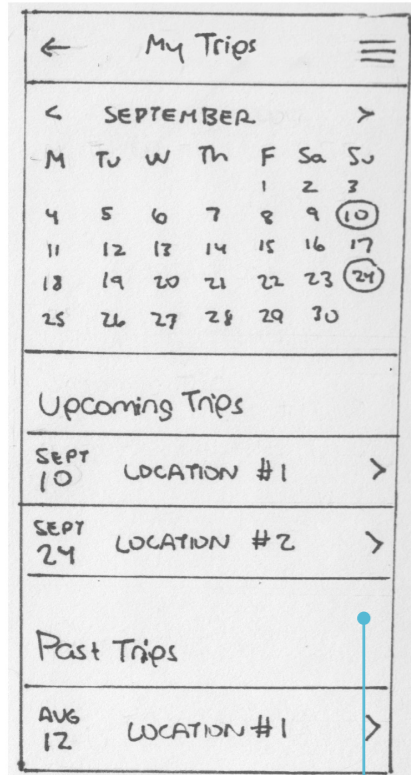 My Trips
< SEPTEMBER >
M Tu W Th F Sa Su
1 2 3
4 5 6 7 8 9 10
11 12 13 14 15 16 17
18 19 20 21 22 23 24
25 26 27 28 29 30
Upcoming Trips
SEPT
10 LOCATION #1 >
SEPT
24 LOCATION #2 >
Past Trips
AUG
12 LOCATION #1 >